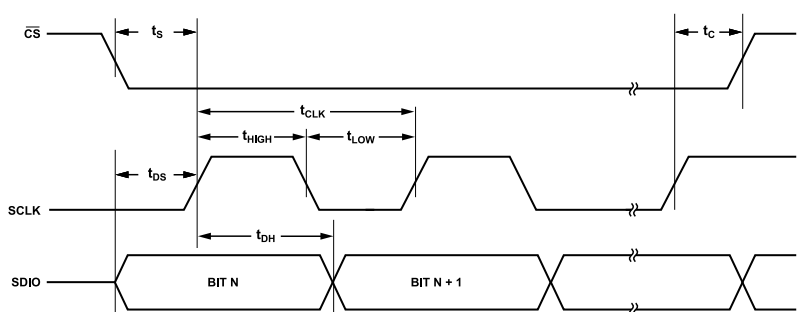 CS
tS
tC
tCLK
tHIGH
tLOW
tDS
SCLK
tDH
SDIO
BIT N
BIT N + 1